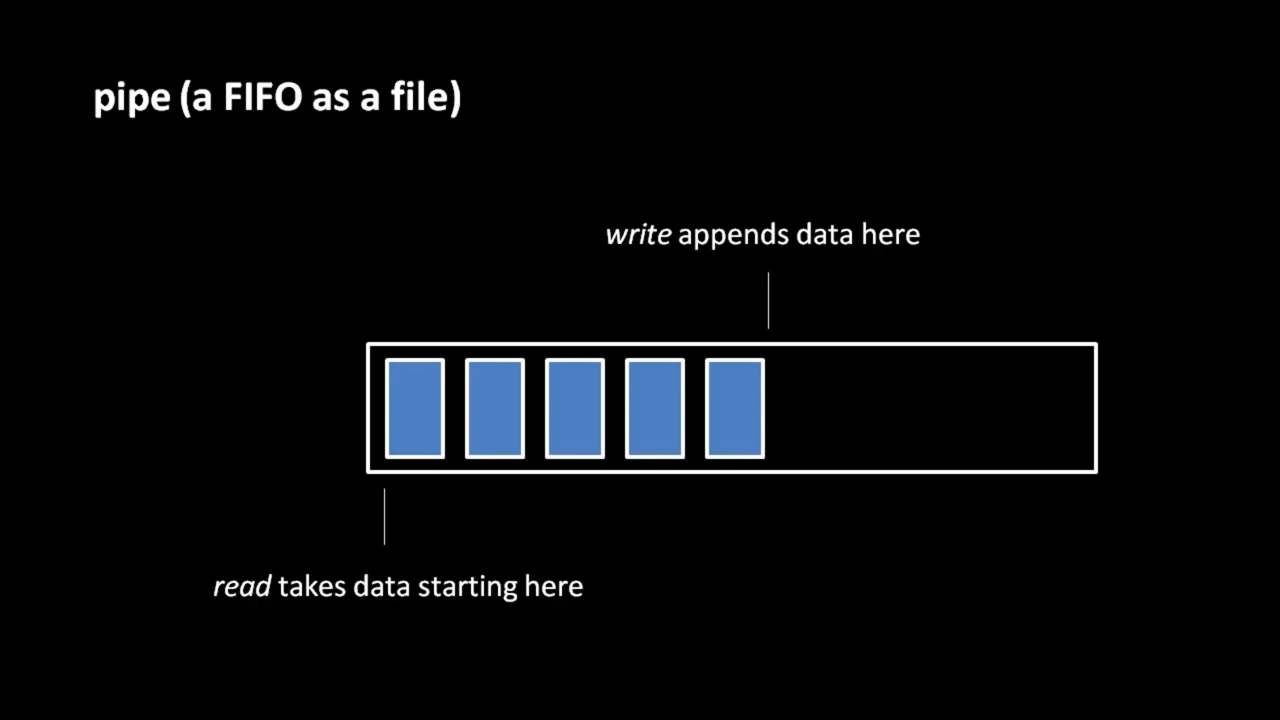 pipe (a FIFO as a file)
write appends data here
read takes data starting here